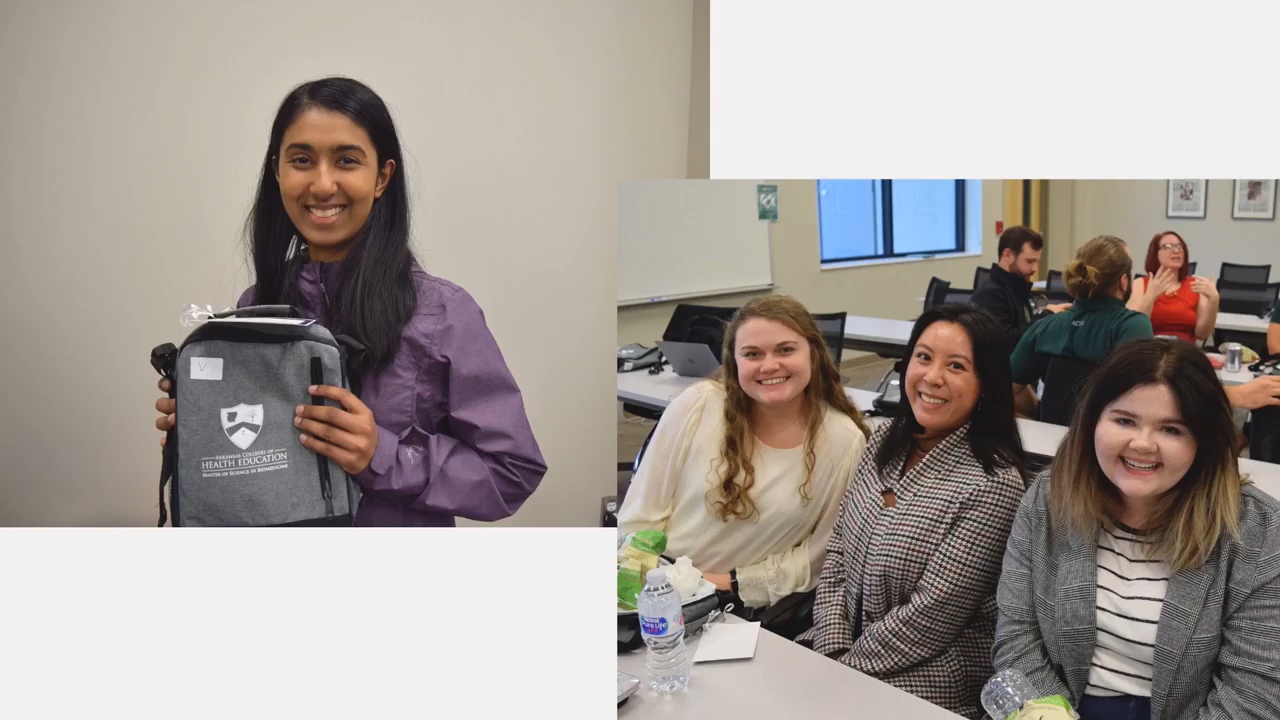 V
ARKANSAS COLLEGES OF
HEALTH EDUCATION
MASTER OF SCIENCE IN BIOMEDICINE
Pure Life